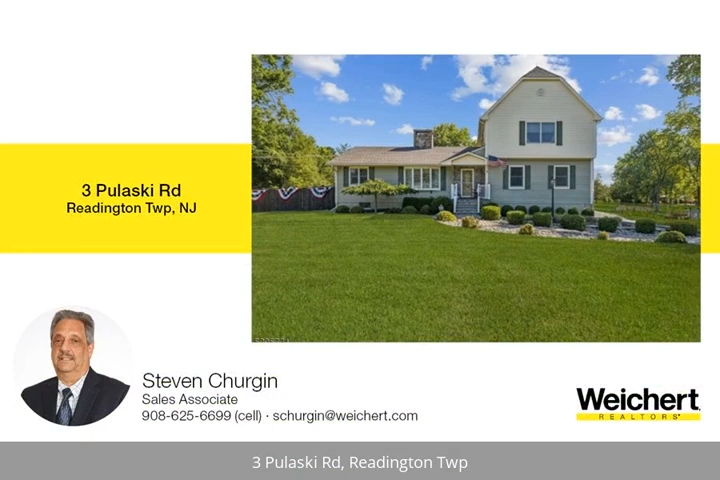 3 Pulaski Rd
Readington Twp, NJ
Steven Churgin
Sales Associate
908-625-6699 (cell) · schurgin@weichert.com
Weichert
REALTORS®
3 Pulaski Rd, Readington Twp